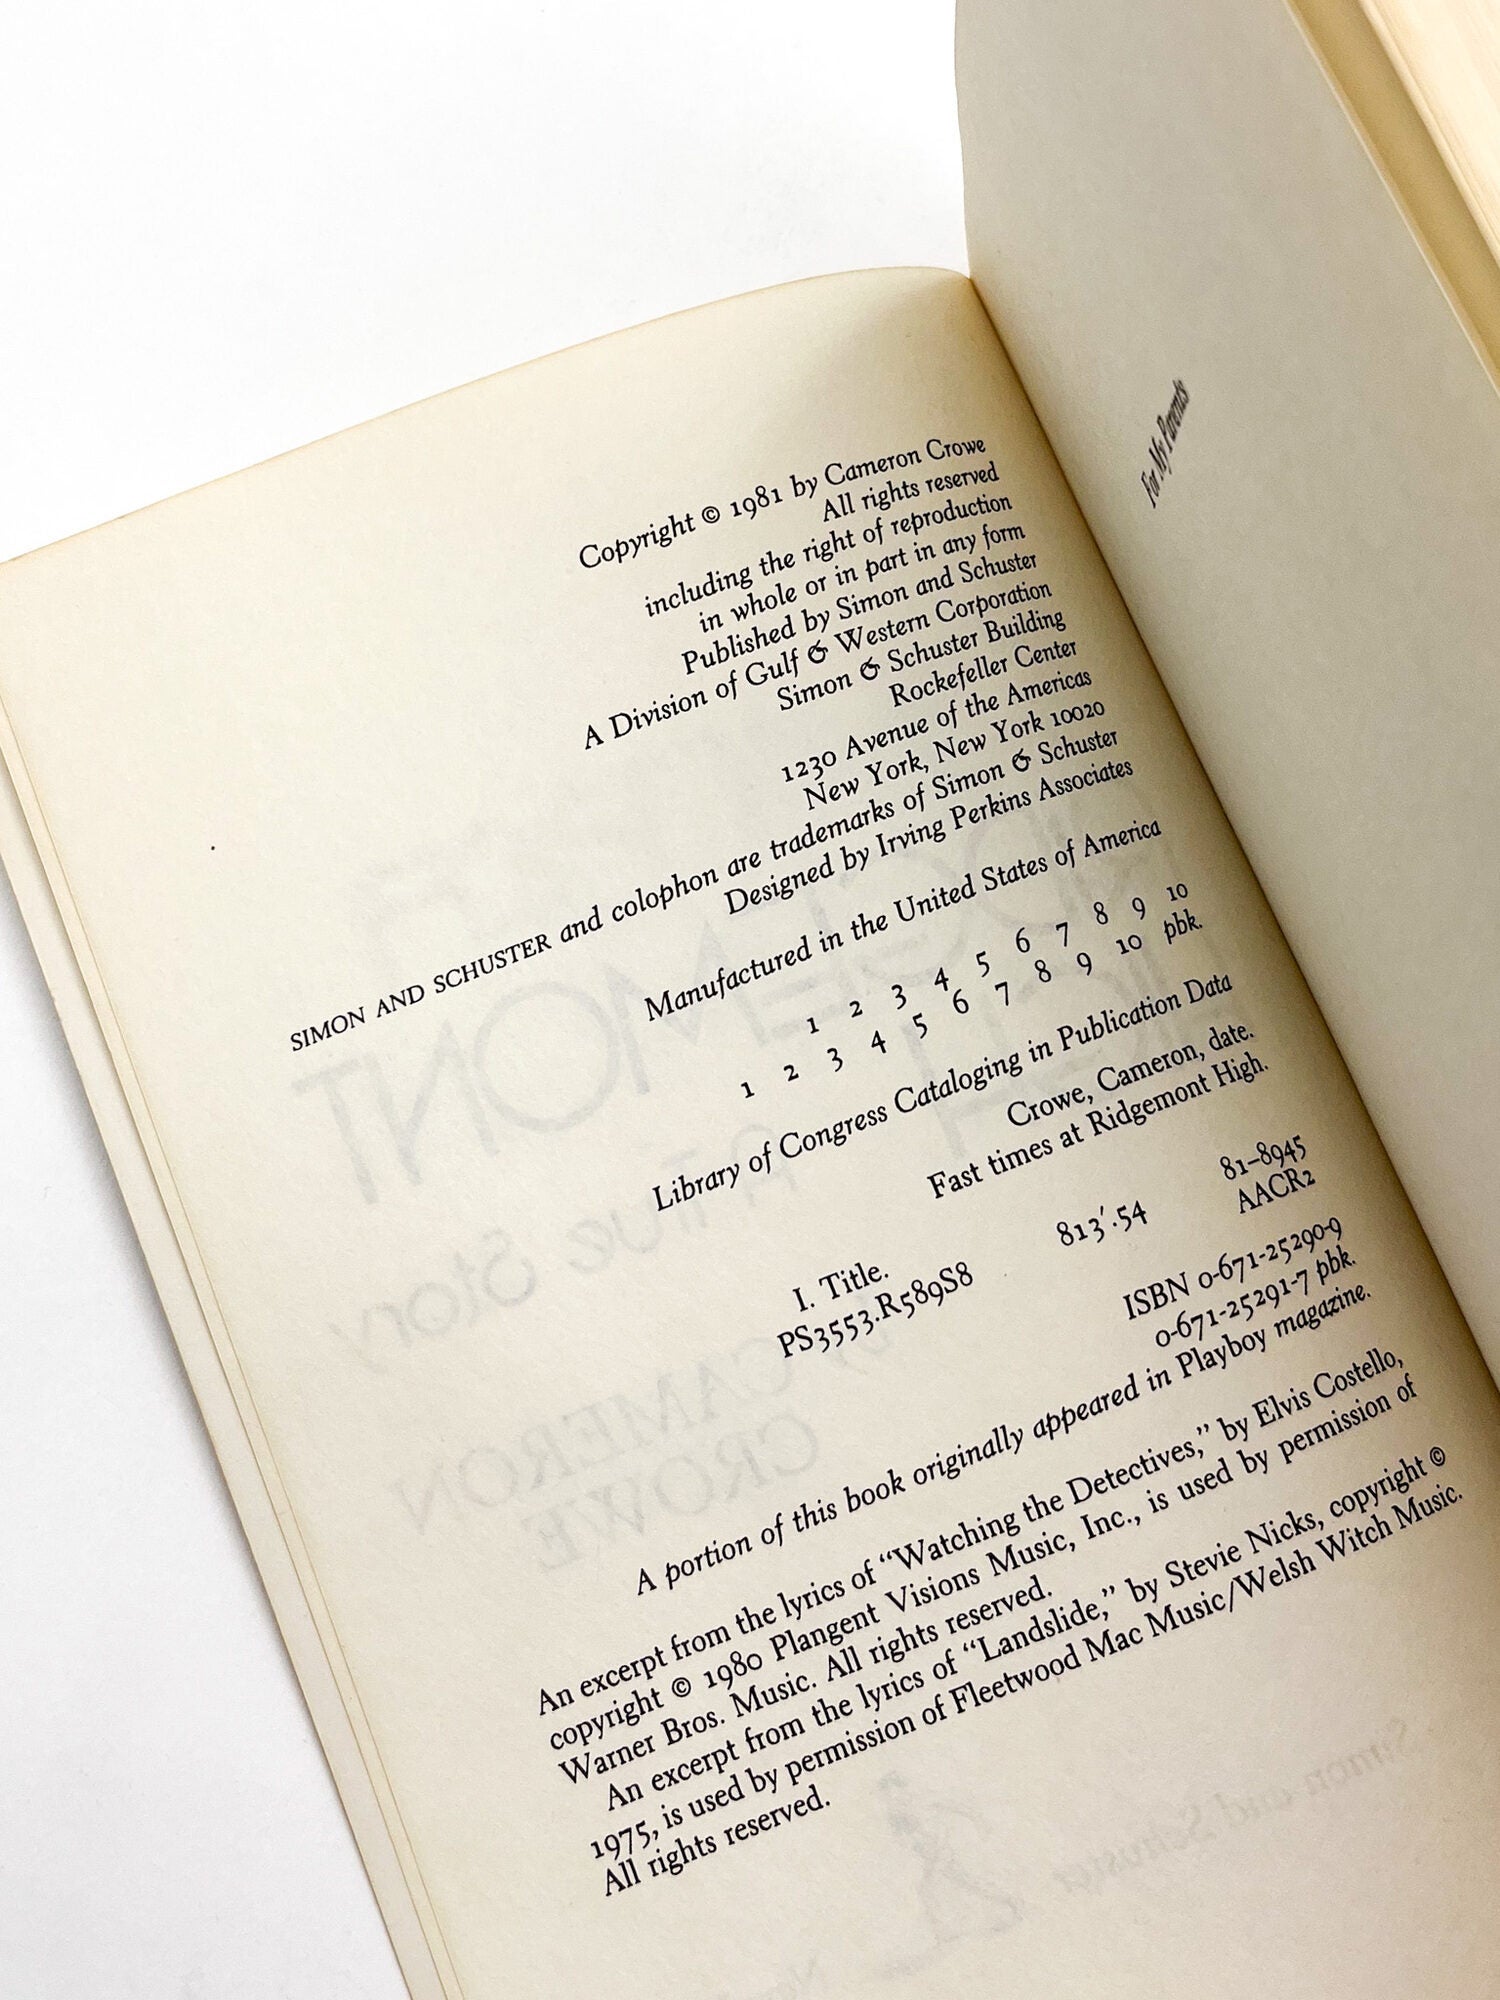 Copyright © 1981 by Cameron Crowe
All rights reserved
including the right of reproduction
in whole or in part in any form
Published by Simon and Schuster
A Division of Gulf & Western Corporation
Simon & Schuster Building
Rockefeller Center
1230 Avenue of the Americas
New York, New York 10020
SIMON AND SCHUSTER and colophon are trademarks of Simon & Schuster
Designed by Irving Perkins Associates
Manufactured in the United States of America
1 2 3 4 5 6 7 8 9 10
1 2 3 4 5 6 7 8 9 10 pbk.
Library of Congress Cataloging in Publication Data
Crowe, Cameron, date.
Fast times at Ridgemont High.
I. Title.
PS3553.R589S8 813'.54 81-8945
AACR2
ISBN 0-671-25290-9
0-671-25291-7 pbk.
A portion of this book originally appeared in Playboy magazine.
An excerpt from the lyrics of “Watching the Detectives,” by Elvis Costello,
copyright © 1980 Plangent Visions Music, Inc., is used by permission of
Warner Bros. Music. All rights reserved.
An excerpt from the lyrics of “Landslide,” by Stevie Nicks, copyright ©
1975, is used by permission of Fleetwood Mac Music/Welsh Witch Music.
All rights reserved.
For My Parents